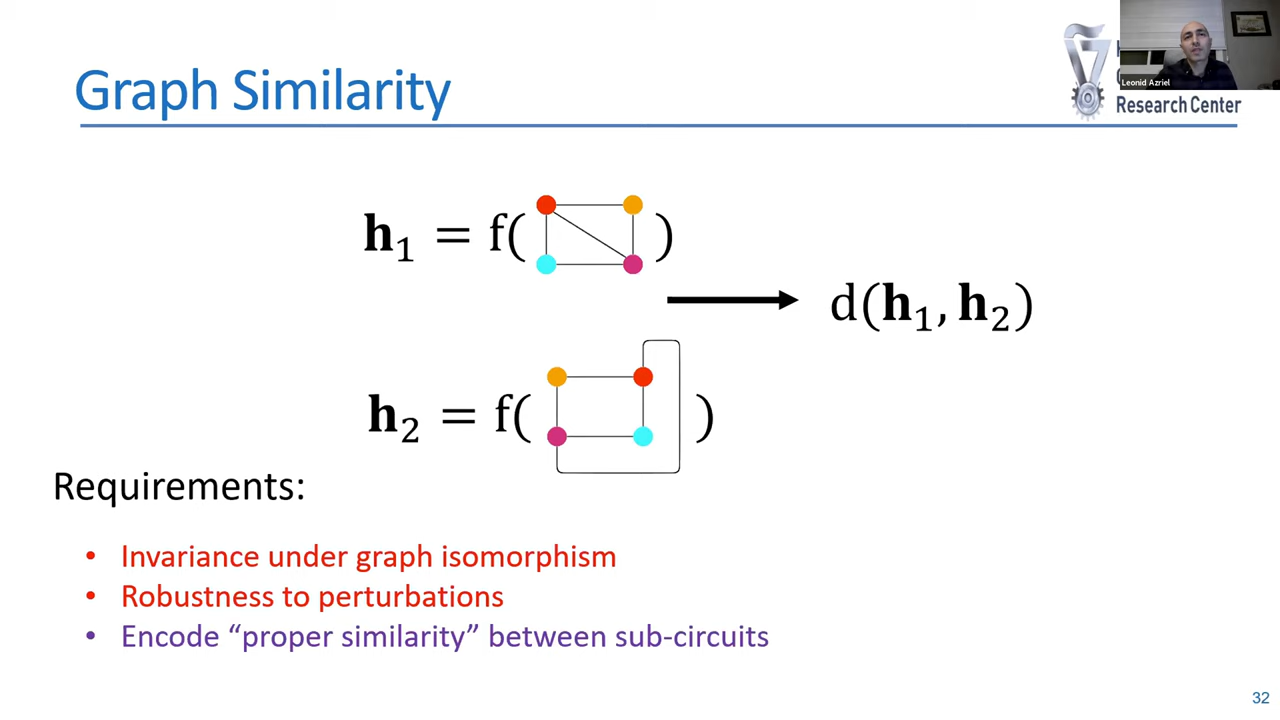 Graph Similarity
Leonid Azriel
Research Center
𝐡₁ = f( )
d(𝐡₁, 𝐡₂)
𝐡₂ = f( )
Requirements:
• Invariance under graph isomorphism
• Robustness to perturbations
• Encode “proper similarity” between sub-circuits
32